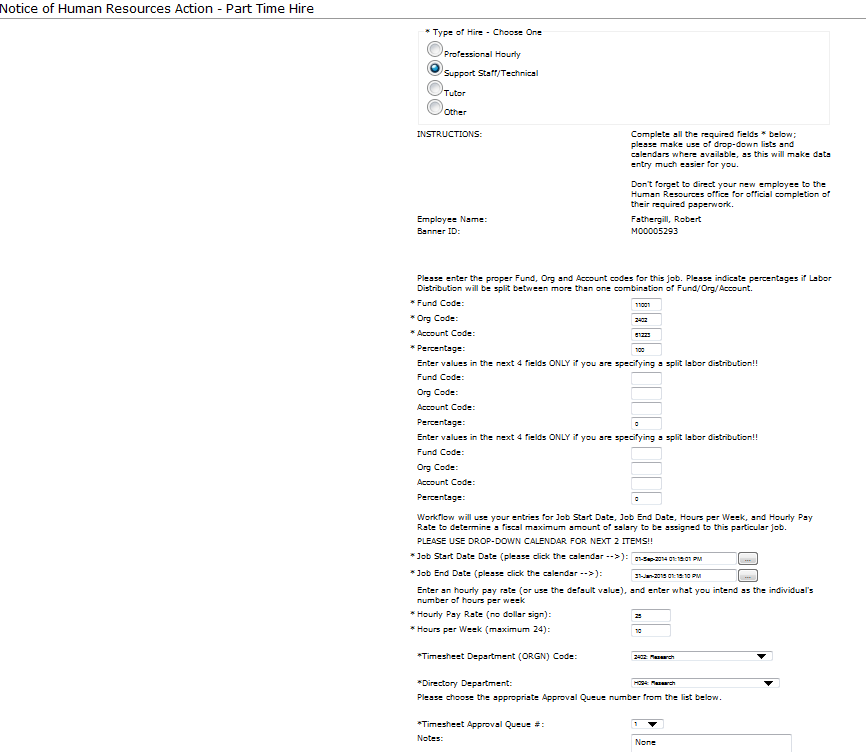 Notice of Human Resources Action - Part Time Hire
* Type of Hire - Choose One
Professional Hourly
Support Staff/Technical
Tutor
Other
INSTRUCTIONS:
Complete all the required fields * below;
please make use of drop-down lists and
calendars where available, as this will make data
entry much easier for you.
Don't forget to direct your new employee to the
Human Resources office for official completion of
their required paperwork.
Employee Name: Fathergill, Robert
Banner ID: M00005293
Please enter the proper Fund, Org and Account codes for this job. Please indicate percentages if Labor
Distribution will be split between more than one combination of Fund/Org/Account.
* Fund Code: 11001
* Org Code: 2402
* Account Code: 61223
* Percentage: 100
Enter values in the next 4 fields ONLY if you are specifying a split labor distribution!!
Fund Code:
Org Code:
Account Code:
Percentage: 0
Enter values in the next 4 fields ONLY if you are specifying a split labor distribution!!
Fund Code:
Org Code:
Account Code:
Percentage: 0
Workflow will use your entries for Job Start Date, Job End Date, Hours per Week, and Hourly Pay
Rate to determine a fiscal maximum amount of salary to be assigned to this particular job.
PLEASE USE DROP-DOWN CALENDAR FOR NEXT 2 ITEMS!!
* Job Start Date Date (please click the calendar -->): 01-Sep-2014 01:15:01 PM ...
* Job End Date (please click the calendar -->): 31-Jan-2015 01:15:10 PM ...
Enter an hourly pay rate (or use the default value), and enter what you intend as the individual's
number of hours per week
* Hourly Pay Rate (no dollar sign): 25
* Hours per Week (maximum 24): 10
*Timesheet Department (ORGN) Code: 2402: Research
*Directory Department: H094: Research
Please choose the appropriate Approval Queue number from the list below.
*Timesheet Approval Queue #: 1
Notes: None